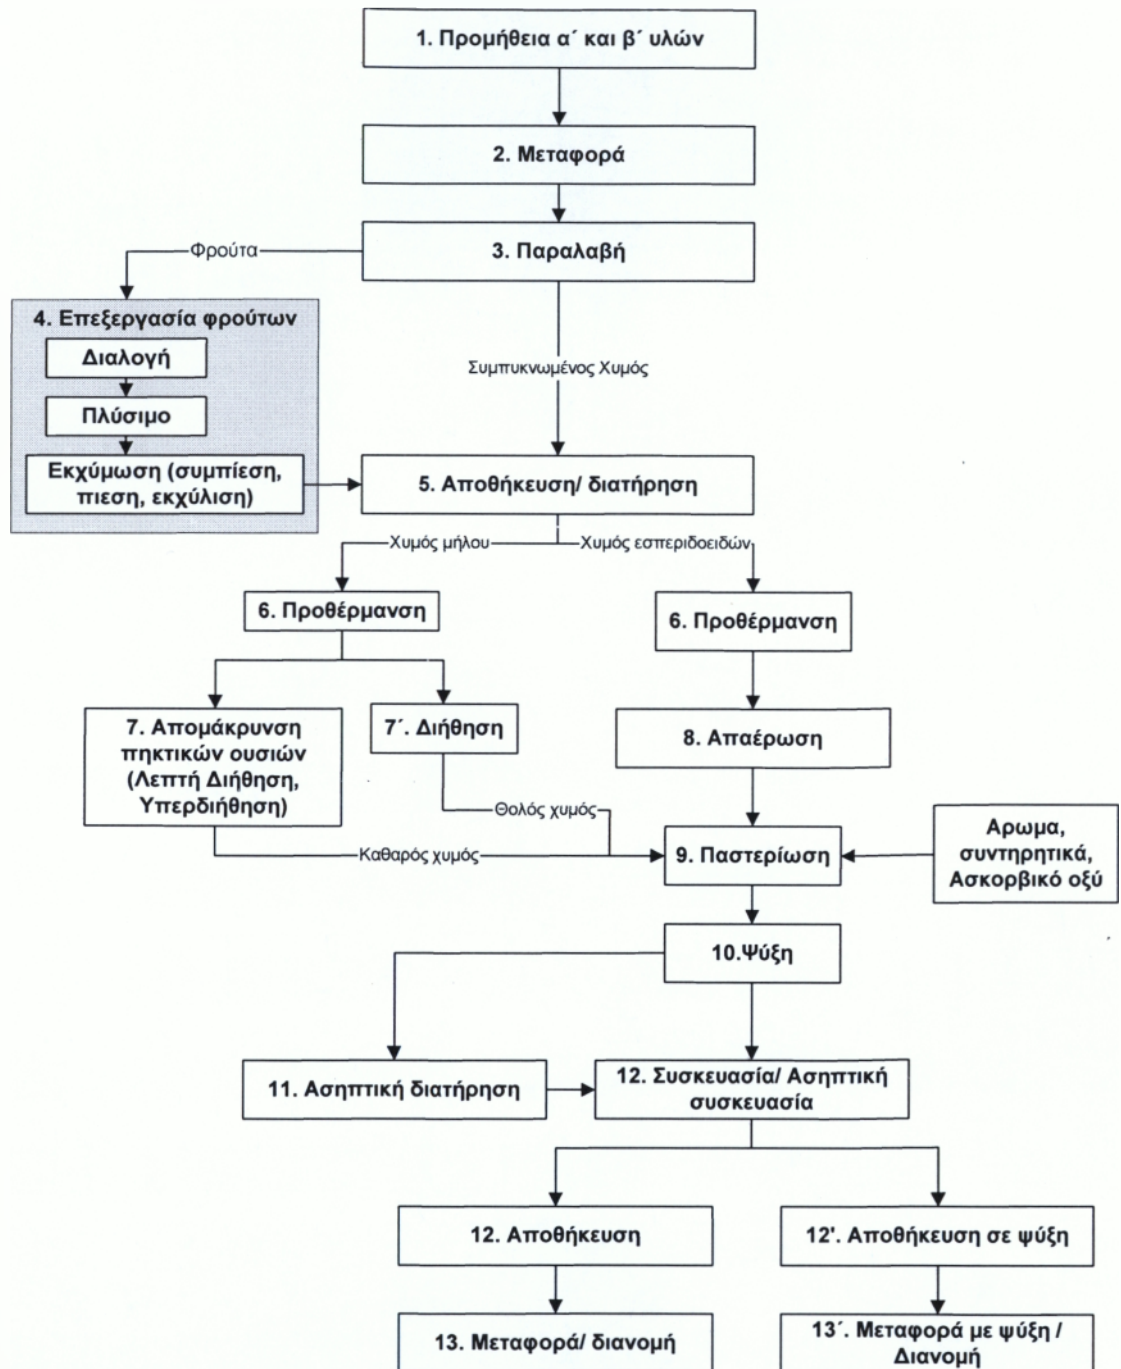 1. Προμήθεια α΄ και β΄ υλών
2. Μεταφορά
3. Παραλαβή
Φρούτα
4. Επεξεργασία φρούτων
Διαλογή
Πλύσιμο
Εκχύμωση (συμπίεση,
πιεση, εκχύλιση)
Συμπυκνωμένος Χυμός
5. Αποθήκευση/ διατήρηση
Χυμός μήλου
Χυμός εσπεριδοειδών
6. Προθέρμανση
6. Προθέρμανση
7. Απομάκρυνση
πηκτικών ουσιών
(Λεπτή Διήθηση,
Υπερδιήθηση)
7΄. Διήθηση
8. Απαέρωση
Θολός χυμός
Καθαρός χυμός
9. Παστερίωση
Αρωμα,
συντηρητικά,
Ασκορβικό οξύ
10.Ψύξη
11. Ασηπτική διατήρηση
12. Συσκευασία/ Ασηπτική
συσκευασία
12. Αποθήκευση
12'. Αποθήκευση σε ψύξη
13. Μεταφορά/ διανομή
13΄. Μεταφορά με ψύξη /
Διανομή